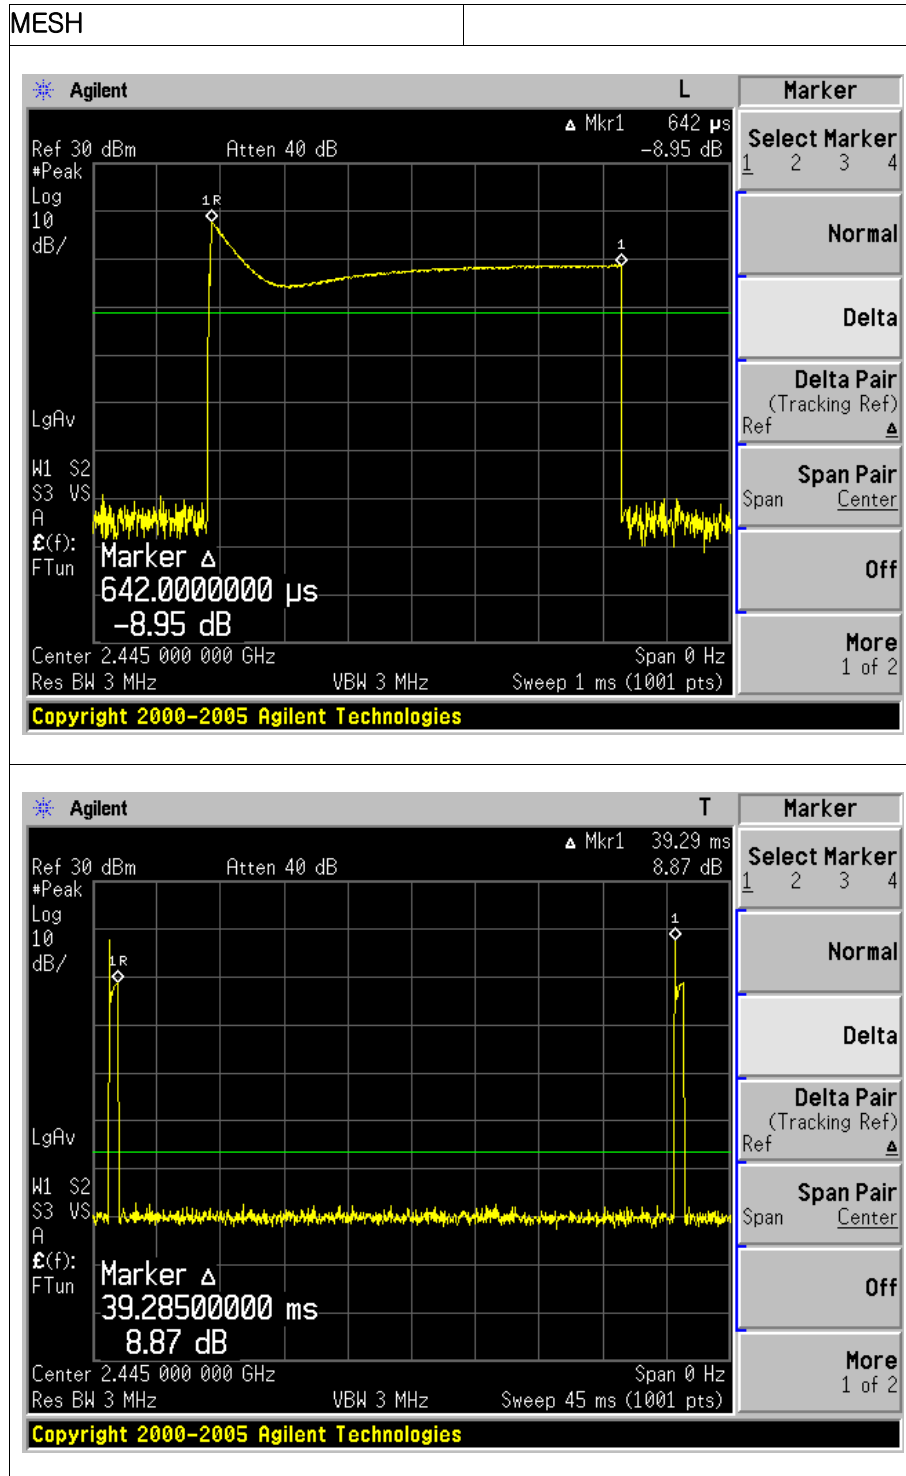 MESH
Agilent L Marker
Δ Mkr1 642 µs
Ref 30 dBm Atten 40 dB -8.95 dB
#Peak
Log
10
dB/
1R
1
LgAv
W1 S2
S3 VS
A
£(f):
FTun
Marker Δ
642.0000000 µs
-8.95 dB
Center 2.445 000 000 GHz Span 0 Hz
Res BW 3 MHz VBW 3 MHz Sweep 1 ms (1001 pts)
Copyright 2000-2005 Agilent Technologies
Select Marker
1 2 3 4
Normal
Delta
Delta Pair
(Tracking Ref)
Ref Δ
Span Pair
Span Center
Off
More
1 of 2
Agilent T Marker
Δ Mkr1 39.29 ms
Ref 30 dBm Atten 40 dB 8.87 dB
#Peak
Log
10
dB/
1R
1
LgAv
W1 S2
S3 VS
A
£(f):
FTun
Marker Δ
39.28500000 ms
8.87 dB
Center 2.445 000 000 GHz Span 0 Hz
Res BW 3 MHz VBW 3 MHz Sweep 45 ms (1001 pts)
Copyright 2000-2005 Agilent Technologies
Select Marker
1 2 3 4
Normal
Delta
Delta Pair
(Tracking Ref)
Ref Δ
Span Pair
Span Center
Off
More
1 of 2